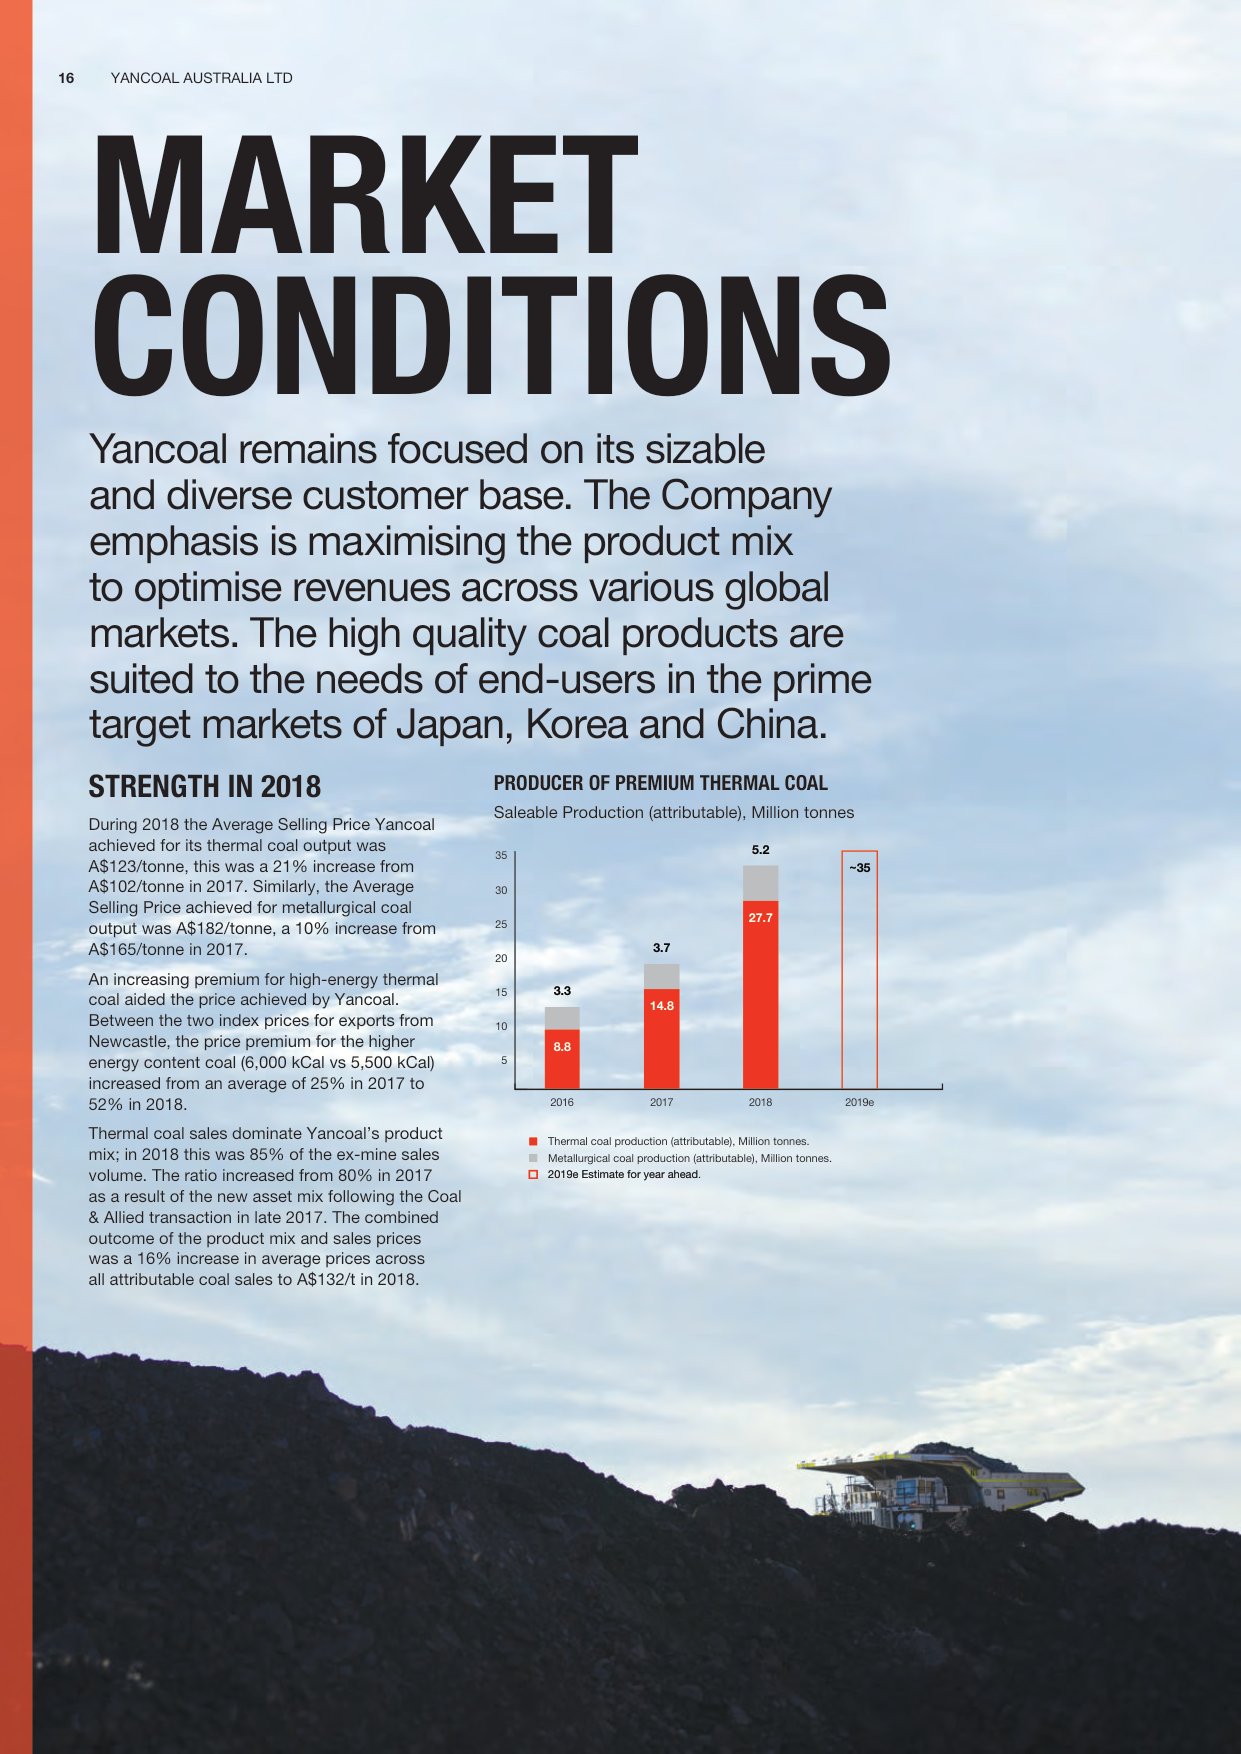 16 YANCOAL AUSTRALIA LTD
MARKET
CONDITIONS
Yancoal remains focused on its sizable
and diverse customer base. The Company
emphasis is maximising the product mix
to optimise revenues across various global
markets. The high quality coal products are
suited to the needs of end-users in the prime
target markets of Japan, Korea and China.
STRENGTH IN 2018
During 2018 the Average Selling Price Yancoal
achieved for its thermal coal output was
A$123/tonne, this was a 21% increase from
A$102/tonne in 2017. Similarly, the Average
Selling Price achieved for metallurgical coal
output was A$182/tonne, a 10% increase from
A$165/tonne in 2017.
An increasing premium for high-energy thermal
coal aided the price achieved by Yancoal.
Between the two index prices for exports from
Newcastle, the price premium for the higher
energy content coal (6,000 kCal vs 5,500 kCal)
increased from an average of 25% in 2017 to
52% in 2018.
Thermal coal sales dominate Yancoal’s product
mix; in 2018 this was 85% of the ex-mine sales
volume. The ratio increased from 80% in 2017
as a result of the new asset mix following the Coal
& Allied transaction in late 2017. The combined
outcome of the product mix and sales prices
was a 16% increase in average prices across
all attributable coal sales to A$132/t in 2018.
PRODUCER OF PREMIUM THERMAL COAL
Saleable Production (attributable), Million tonnes
35
30
25
20
15
10
5
3.3
8.8
3.7
14.8
5.2
27.7
~35
2016 2017 2018 2019e
Thermal coal production (attributable), Million tonnes.
Metallurgical coal production (attributable), Million tonnes.
2019e Estimate for year ahead.